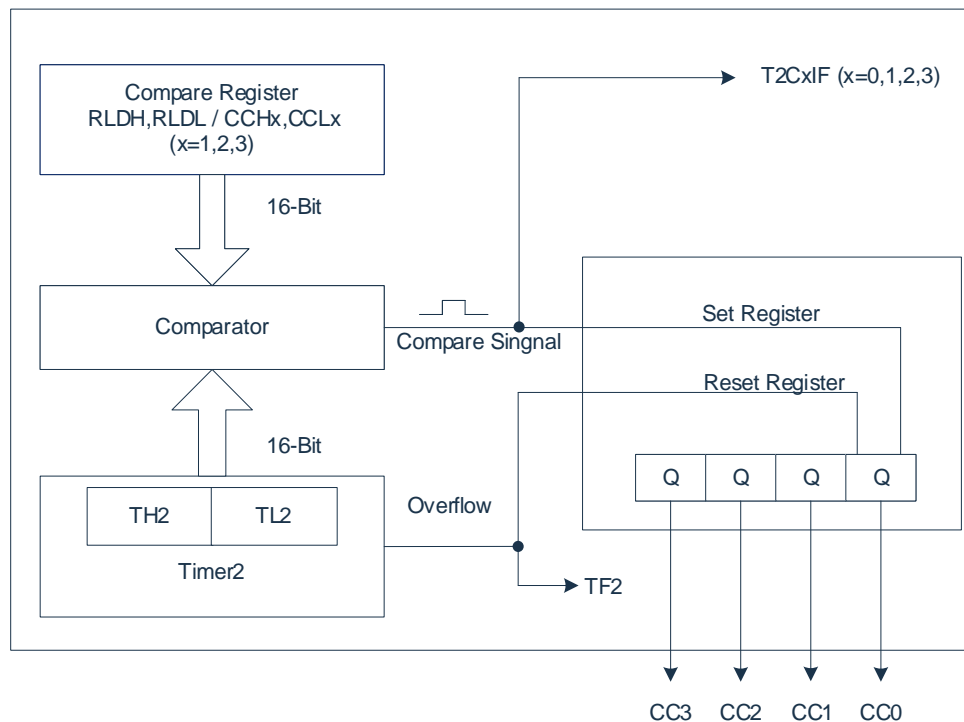 Compare Register
RLDH,RLDL / CCHx,CCLx
(x=1,2,3)
T2CxIF (x=0,1,2,3)
16-Bit
Comparator
Compare Singnal
Set Register
Reset Register
16-Bit
TH2
TL2
Timer2
Overflow
TF2
Q
Q
Q
Q
CC3
CC2
CC1
CC0